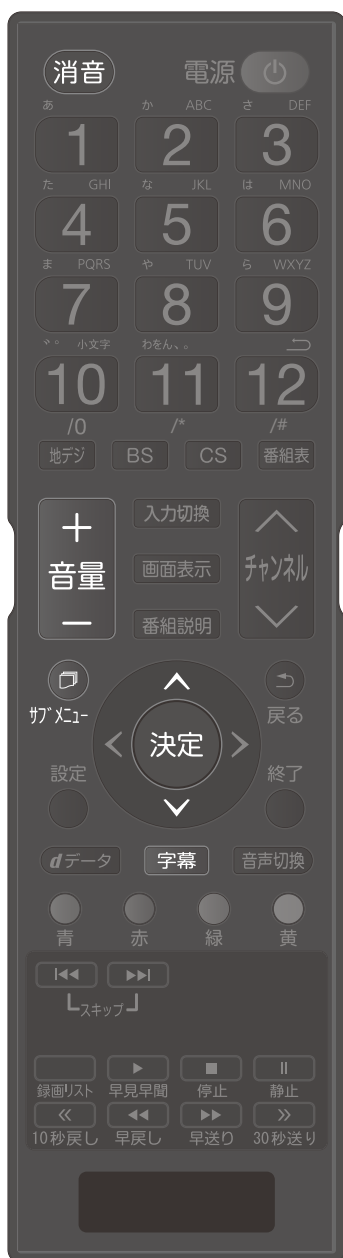 消音 電源
あ か ABC さ DEF
1 2 3
た GHI な JKL は MNO
4 5 6
ま PQRS や TUV ら WXYZ
7 8 9
゛゜ 小文字 わをん、。
10 11 12
/0 /* /#
地デジ BS CS 番組表
+ 入力切換
音量 画面表示 チャンネル
− 番組説明
サブメニュー 戻る
決定
設定 終了
dデータ 字幕 音声切換
青 赤 緑 黄
スキップ
録画リスト 早見早聞 停止 静止
10秒戻し 早戻し 早送り 30秒送り